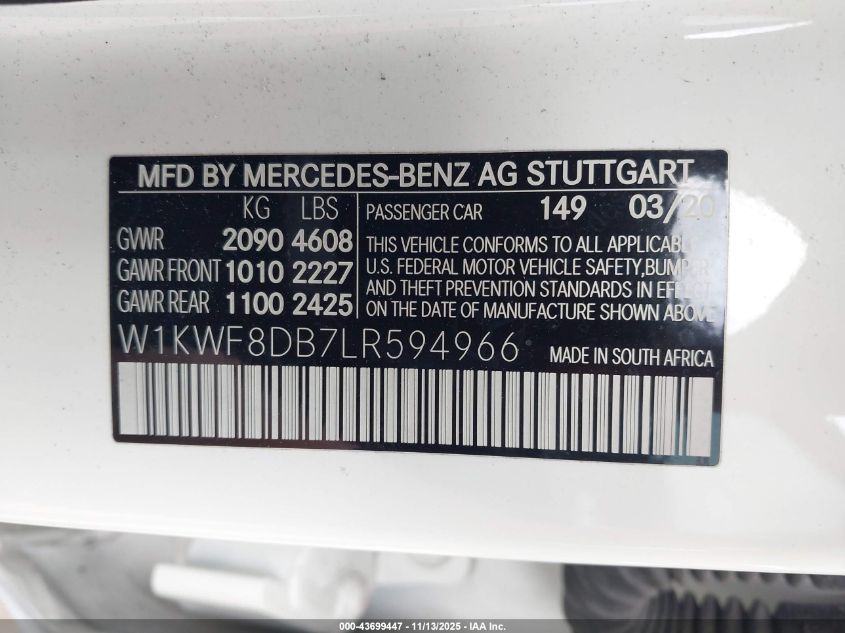 MFD BY MERCEDES-BENZ AG STUTTGART
KG LBS
GVWR 2090 4608
GAWR FRONT 1010 2227
GAWR REAR 1100 2425
PASSENGER CAR 149 03/20
THIS VEHICLE CONFORMS TO ALL APPLICABLE
U.S. FEDERAL MOTOR VEHICLE SAFETY,BUMPER
AND THEFT PREVENTION STANDARDS IN EFFECT
ON THE DATE OF MANUFACTURE SHOWN ABOVE.
W1KWF8DB7LR594966 MADE IN SOUTH AFRICA
000-43699447 - 11/13/2025 - IAA Inc.